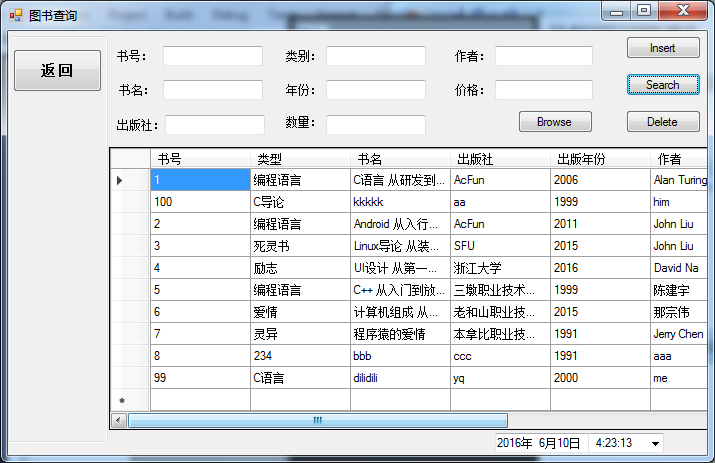 图书查询
返回
书号： 类别： 作者： Insert
书名： 年份： 价格： Search
出版社： 数量： Browse Delete
书号 类型 书名 出版社 出版年份 作者
1 编程语言 C语言 从研发到... AcFun 2006 Alan Turing
100 C导论 kkkkk aa 1999 him
2 编程语言 Android 从入行... AcFun 2011 John Liu
3 死灵书 Linux导论 从装... SFU 2015 John Liu
4 励志 UI设计 从第一... 浙江大学 2016 David Na
5 编程语言 C++ 从入门到放... 三墩职业技术... 1999 陈建宇
6 爱情 计算机组成 从... 老和山职业技... 2015 那宗伟
7 灵异 程序猿的爱情 本拿比职业技... 1991 Jerry Chen
8 234 bbb ccc 1991 aaa
99 C语言 dilidili yq 2000 me
2016年 6月10日 4:23:13